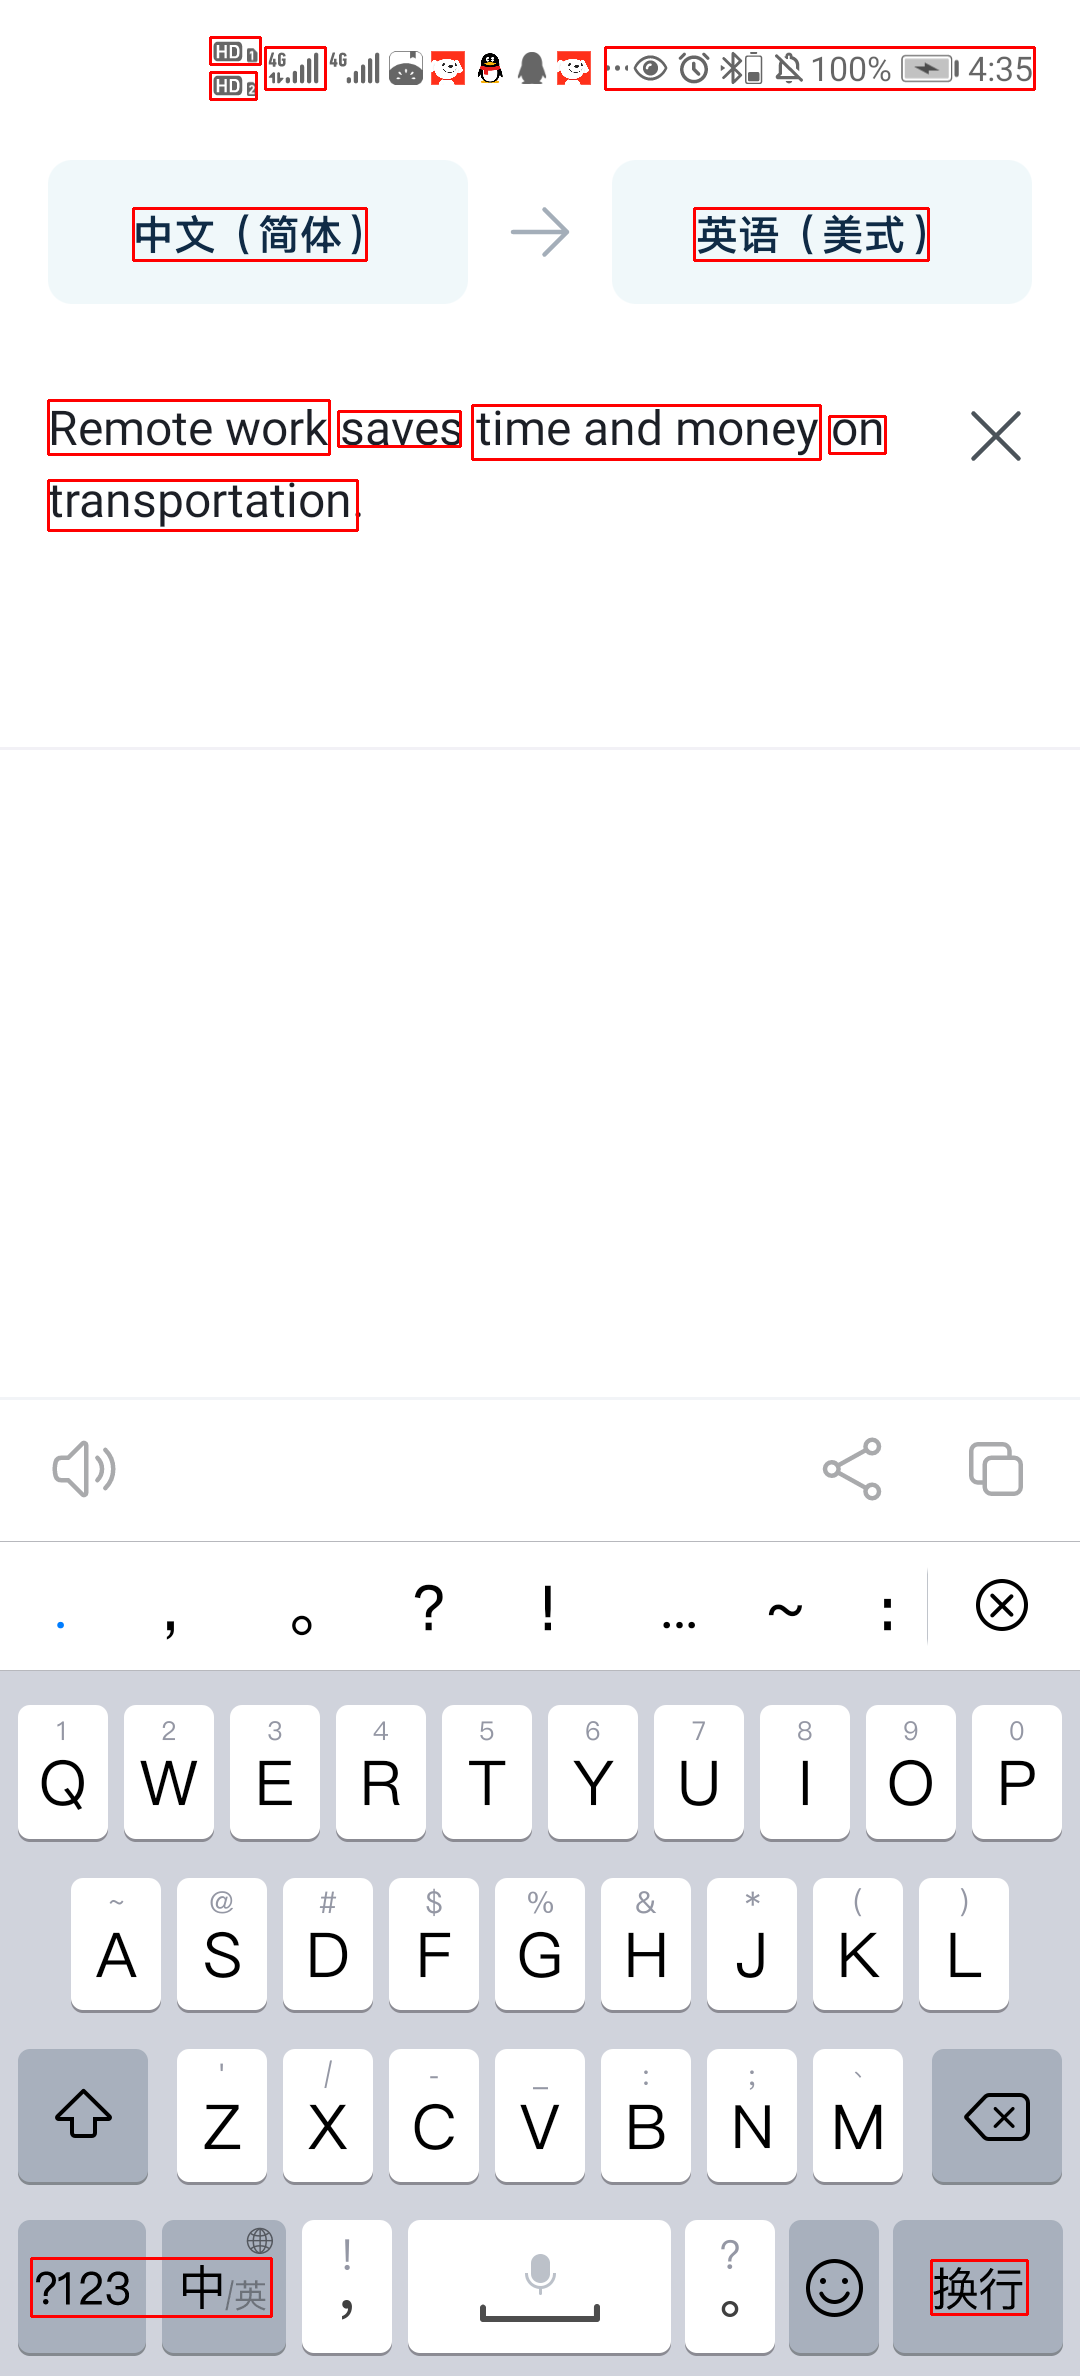 HD 1 4G 4G 100% 4:35
HD 2
中文（简体） 英语（美式）
Remote work saves time and money on
transportation.
. , 。 ? ! ... ~ :
1 2 3 4 5 6 7 8 9 0
Q W E R T Y U I O P
~ @ # $ % & * ( )
A S D F G H J K L
' / - _ : ; `
Z X C V B N M
! ?
?123 中/英 , 。 换行